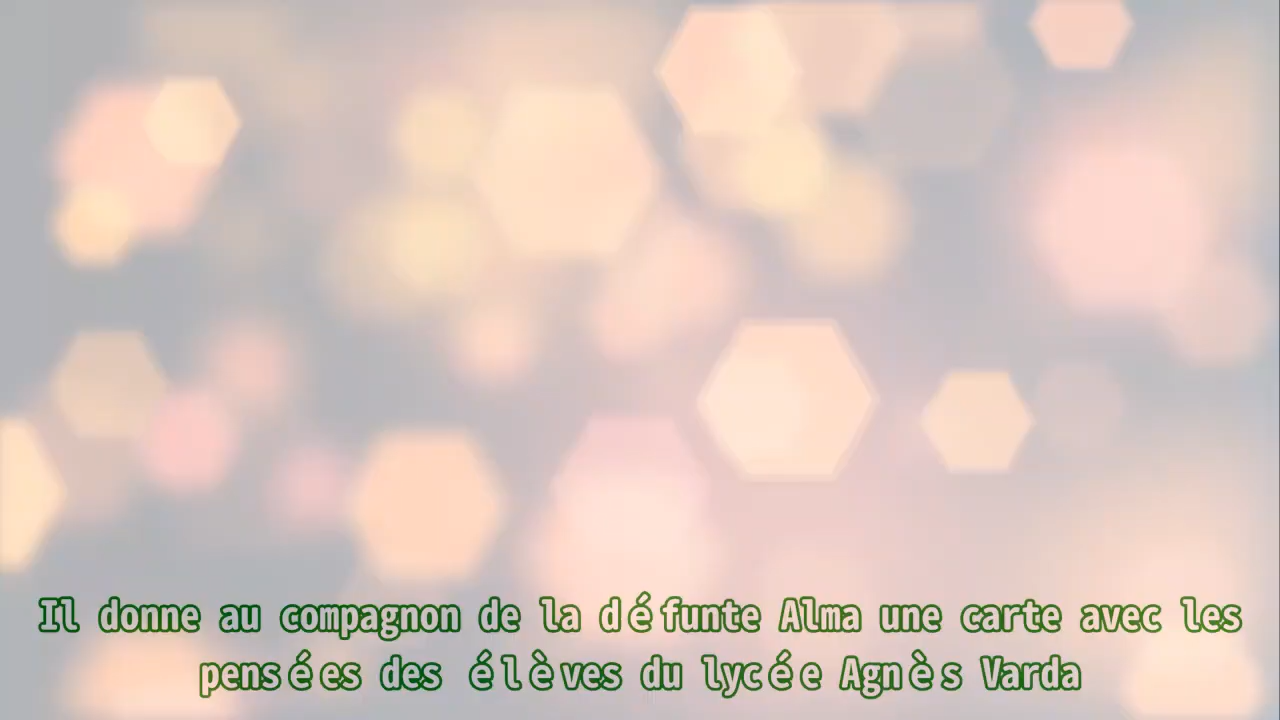 Il donne au compagnon de la défunte Alma une carte avec les
pensées des élèves du lycée Agnès Varda